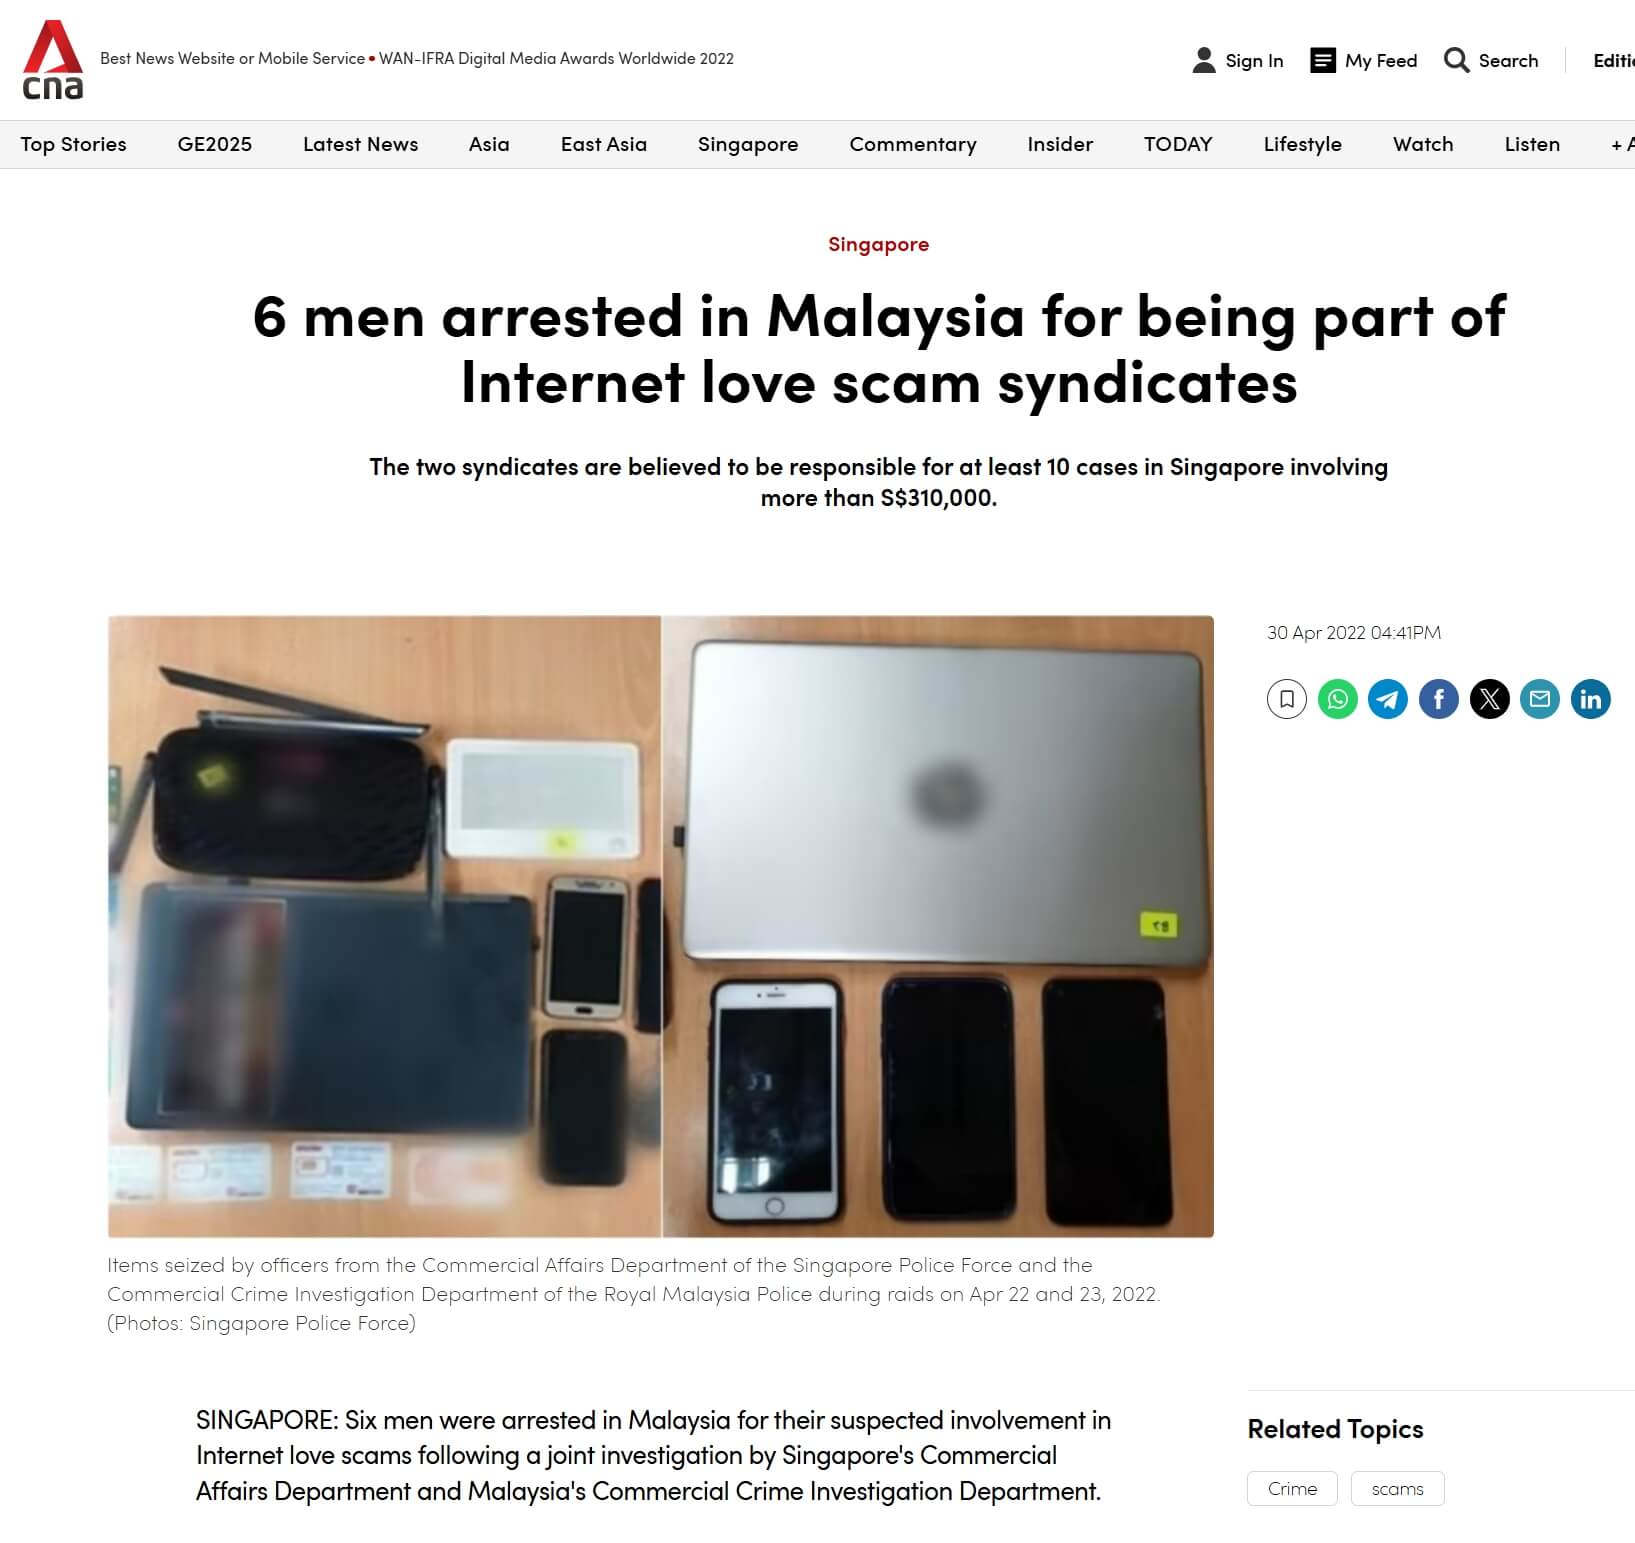 cna
Best News Website or Mobile Service • WAN-IFRA Digital Media Awards Worldwide 2022
Sign In
My Feed
Search
Top Stories
GE2025
Latest News
Asia
East Asia
Singapore
Commentary
Insider
TODAY
Lifestyle
Watch
Listen
Singapore
6 men arrested in Malaysia for being part of
Internet love scam syndicates
The two syndicates are believed to be responsible for at least 10 cases in Singapore involving
more than S$310,000.
30 Apr 2022 04:41PM
Items seized by officers from the Commercial Affairs Department of the Singapore Police Force and the
Commercial Crime Investigation Department of the Royal Malaysia Police during raids on Apr 22 and 23, 2022.
(Photos: Singapore Police Force)
SINGAPORE: Six men were arrested in Malaysia for their suspected involvement in
Internet love scams following a joint investigation by Singapore's Commercial
Affairs Department and Malaysia's Commercial Crime Investigation Department.
Related Topics
Crime
scams